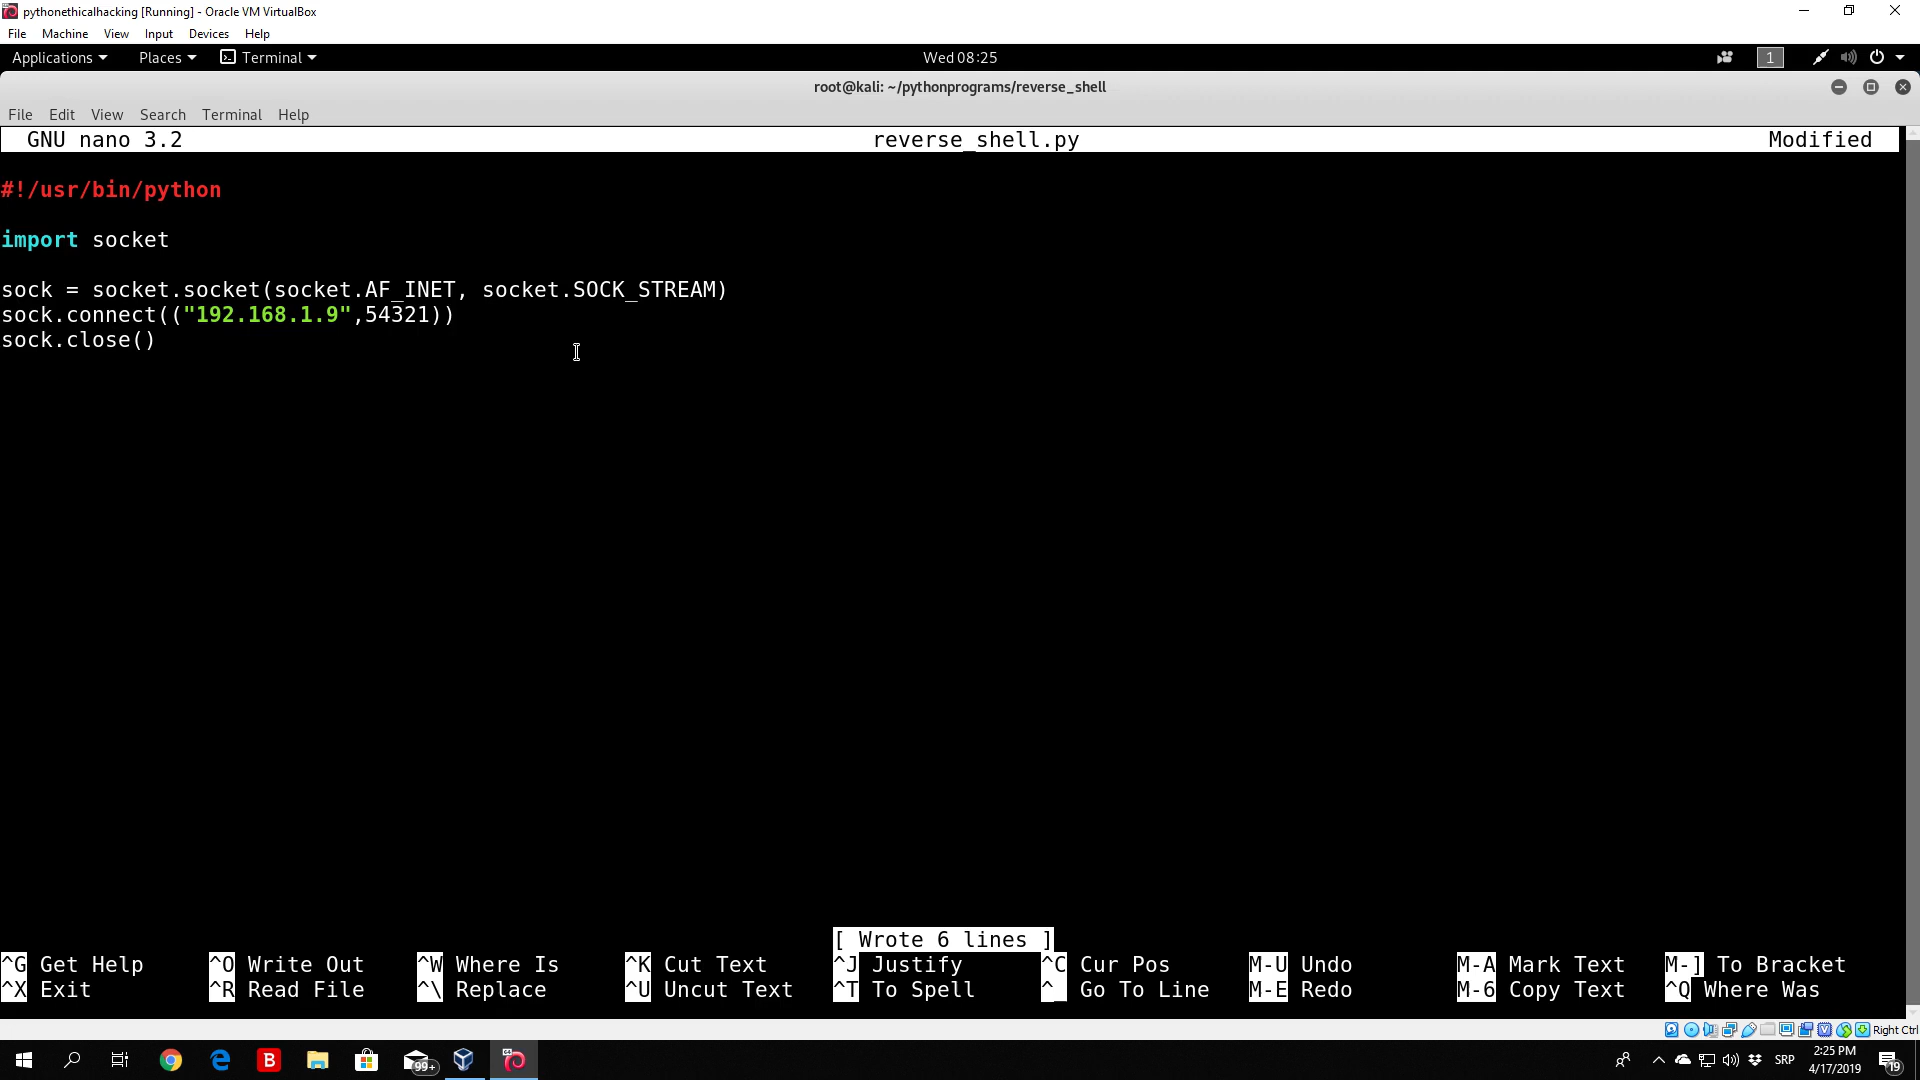 pythonethicalhacking [Running] - Oracle VM VirtualBox
File Machine View Input Devices Help
Applications Places Terminal Wed 08:25 1
root@kali: ~/pythonprograms/reverse_shell
File Edit View Search Terminal Help
GNU nano 3.2 reverse_shell.py Modified
#!/usr/bin/python
import socket
sock = socket.socket(socket.AF_INET, socket.SOCK_STREAM)
sock.connect(("192.168.1.9",54321))
sock.close()
[ Wrote 6 lines ]
^G Get Help ^O Write Out ^W Where Is ^K Cut Text ^J Justify ^C Cur Pos M-U Undo M-A Mark Text M-] To Bracket
^X Exit ^R Read File ^\ Replace ^U Uncut Text ^T To Spell ^_ Go To Line M-E Redo M-6 Copy Text ^Q Where Was
Right Ctrl
B 99+ SRP 2:25 PM
4/17/2019 19